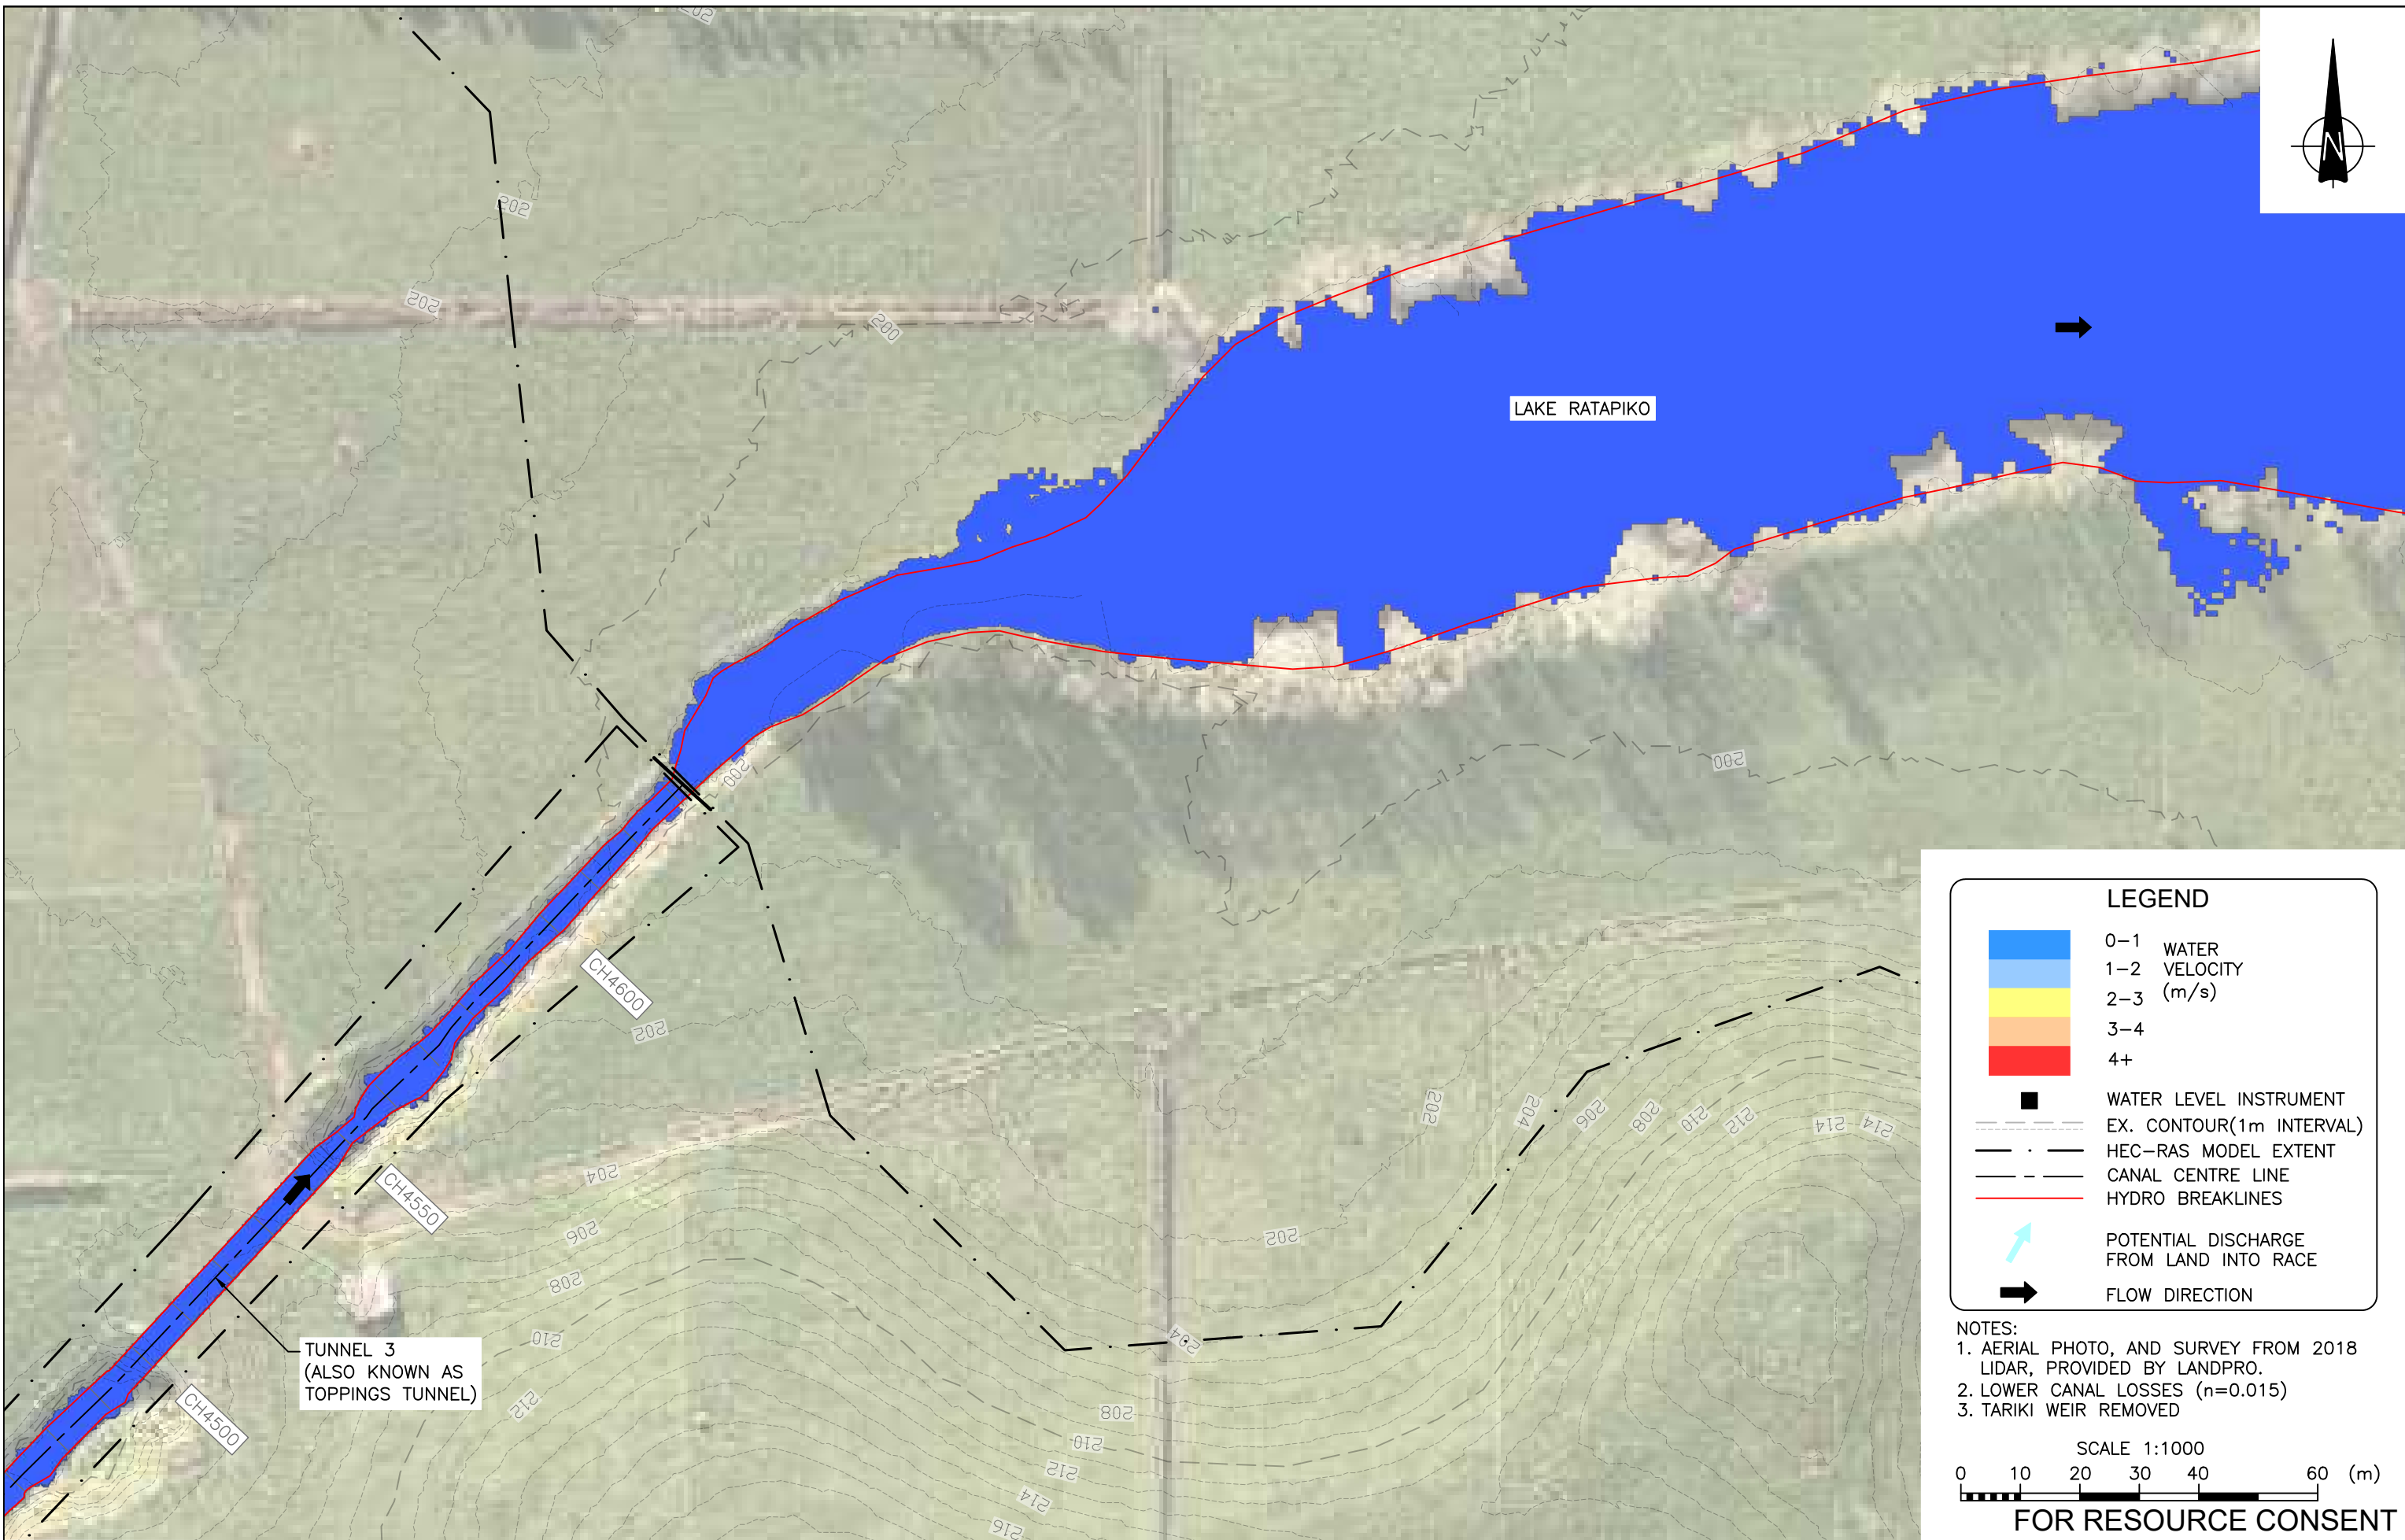 202
N
202
202
200
LAKE RATAPIKO
200
200
CH4600
202
CH4550
204
206
208
210
212
TUNNEL 3
(ALSO KNOWN AS
TOPPINGS TUNNEL)
CH4500
202
204
206
208
210
212
214
214
202
204
208
210
212
214
216
LEGEND
0-1
1-2
2-3
3-4
4+
WATER
VELOCITY
(m/s)
WATER LEVEL INSTRUMENT
EX. CONTOUR(1m INTERVAL)
HEC-RAS MODEL EXTENT
CANAL CENTRE LINE
HYDRO BREAKLINES
POTENTIAL DISCHARGE
FROM LAND INTO RACE
FLOW DIRECTION
NOTES:
1. AERIAL PHOTO, AND SURVEY FROM 2018
LIDAR, PROVIDED BY LANDPRO.
2. LOWER CANAL LOSSES (n=0.015)
3. TARIKI WEIR REMOVED
SCALE 1:1000
0 10 20 30 40 60 (m)
FOR RESOURCE CONSENT